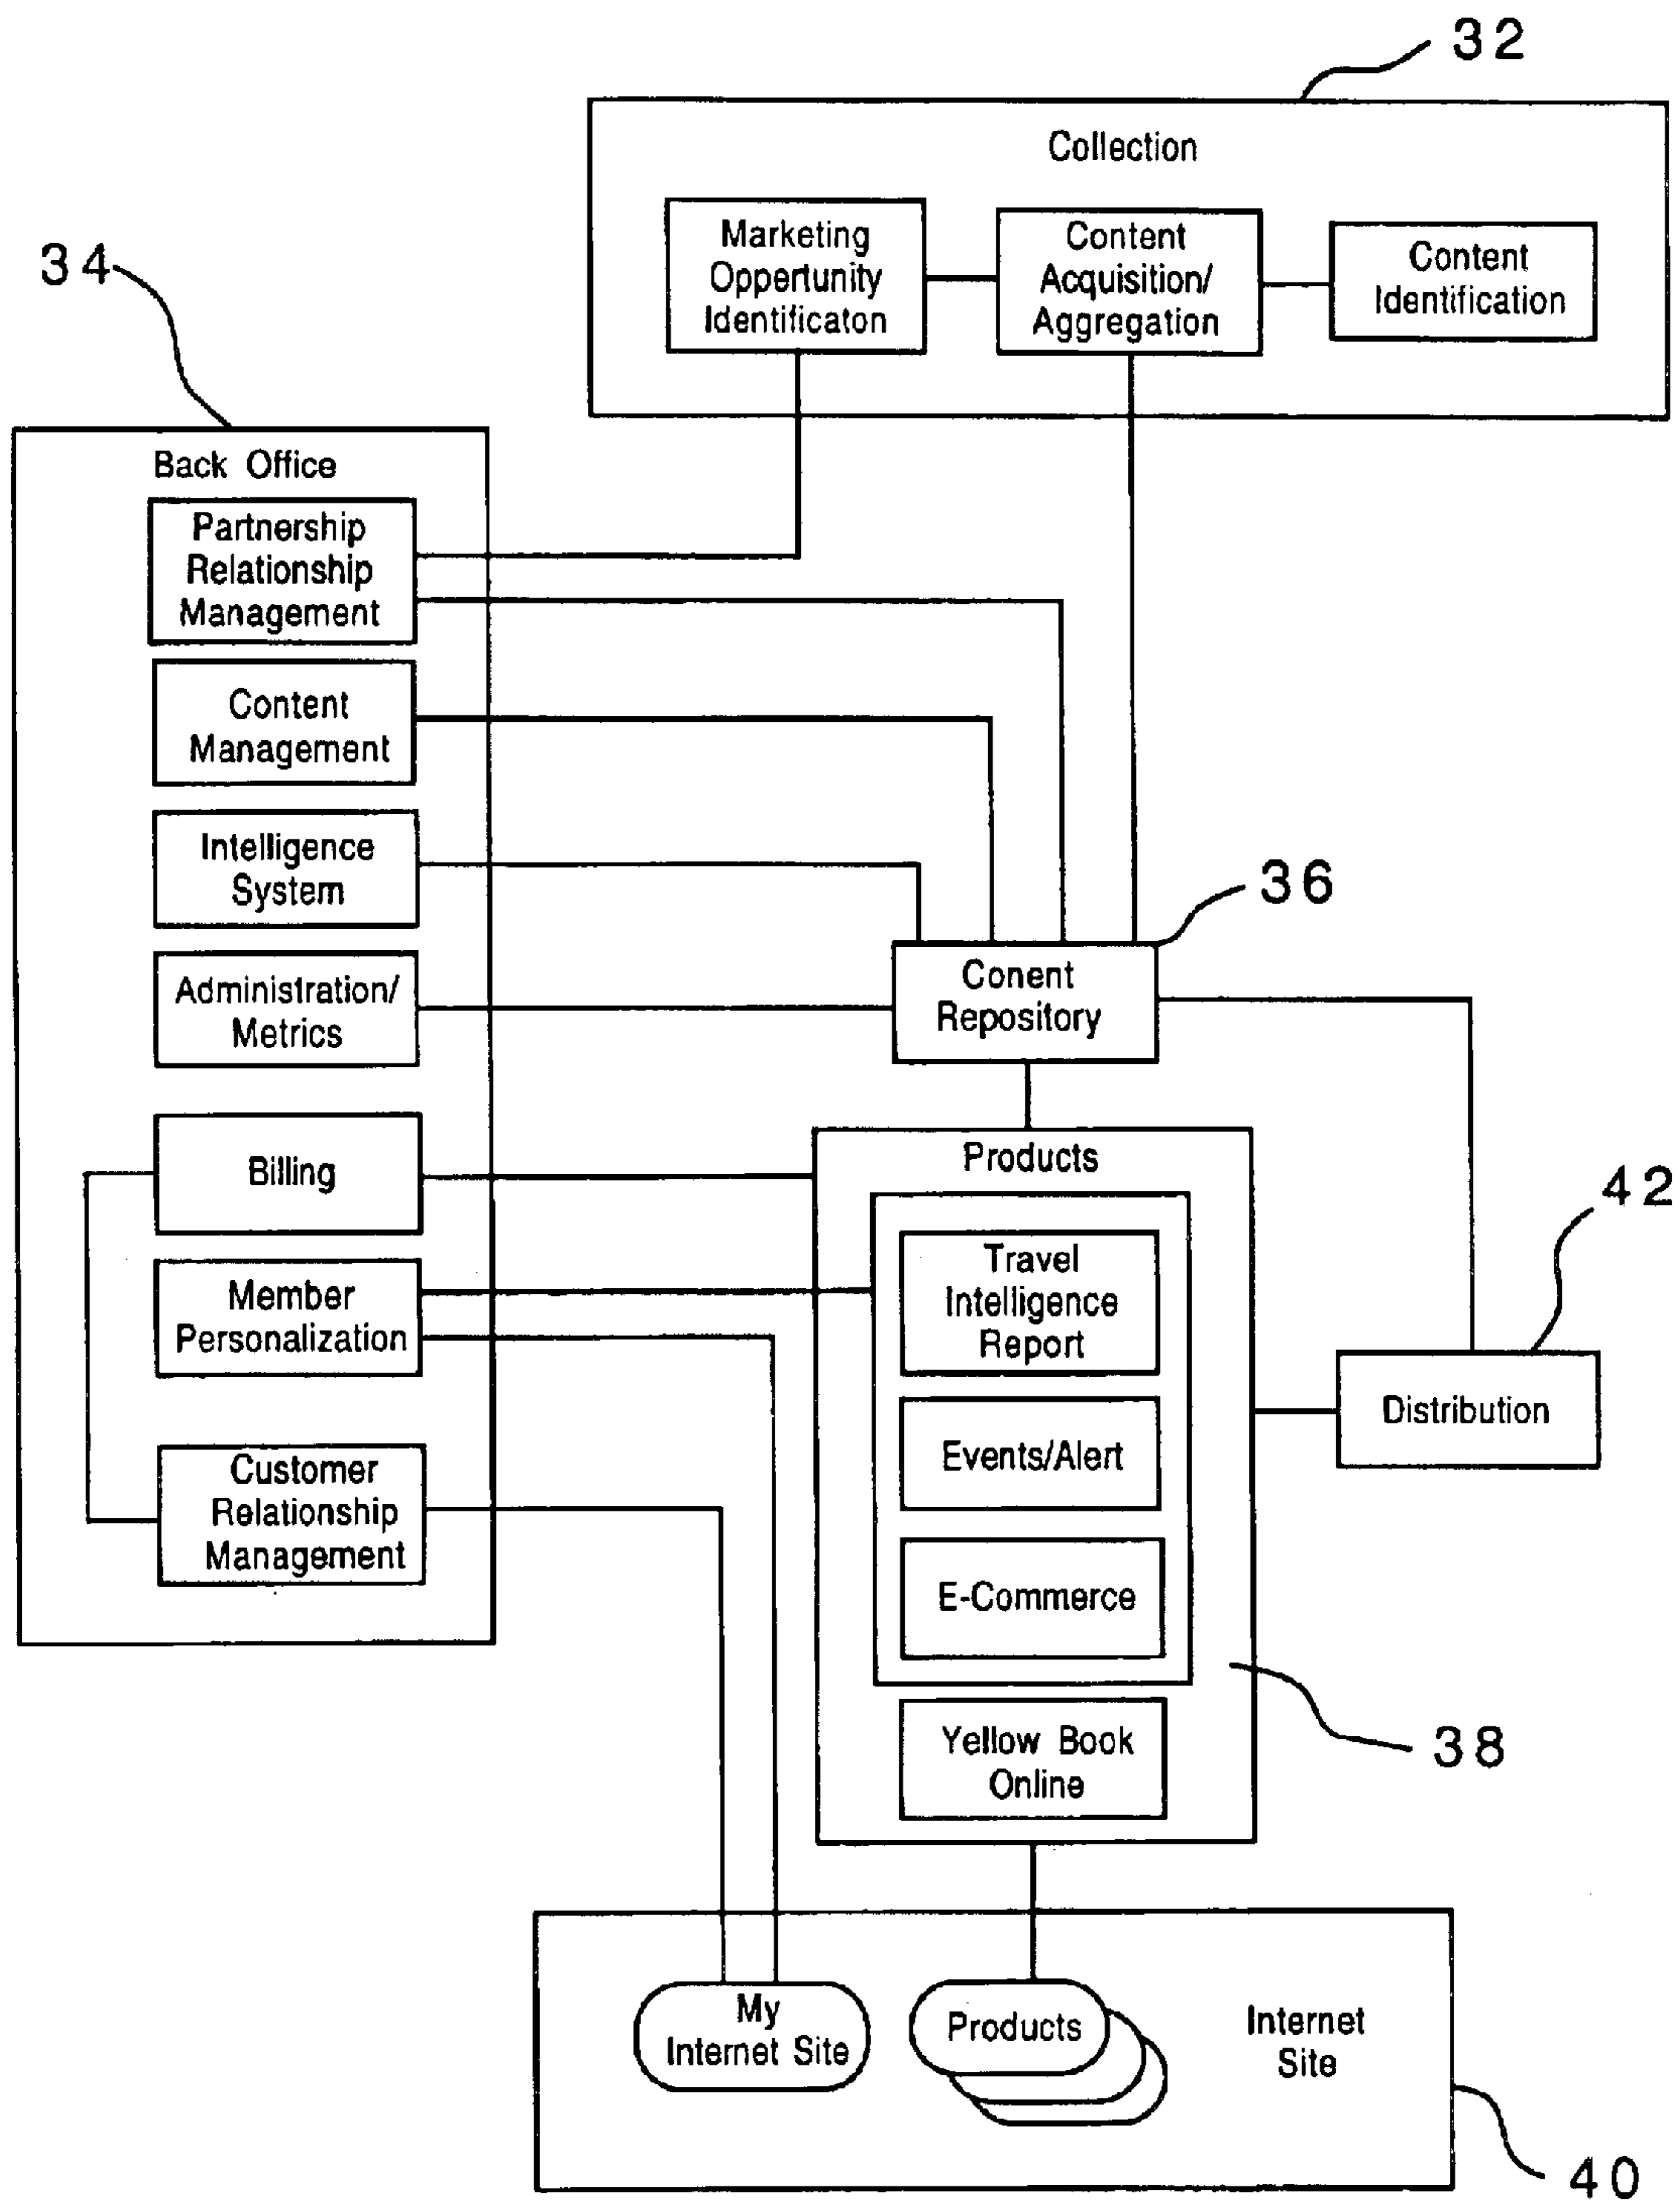 32
Collection
Marketing
Oppertunity
Identificaton
Content
Acquisition/
Aggregation
Content
Identification
34
Back Office
Partnership
Relationship
Management
Content
Management
Intelligence
System
Administration/
Metrics
Billing
Member
Personalization
Customer
Relationship
Management
36
Conent
Repository
Products
Travel
Intelligence
Report
Events/Alert
E-Commerce
Yellow Book
Online
42
Distribution
38
My
Internet Site
Products
Internet
Site
40